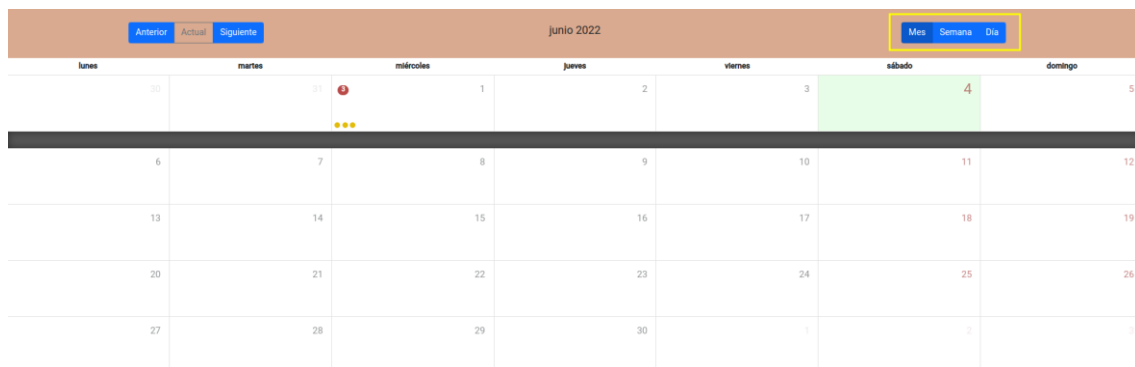 Anterior Actual Siguiente junio 2022 Mes Semana Día
lunes martes miércoles jueves viernes sábado domingo
30 31 3 1 2 3 4 5
6 7 8 9 10 11 12
13 14 15 16 17 18 19
20 21 22 23 24 25 26
27 28 29 30 1 2 3